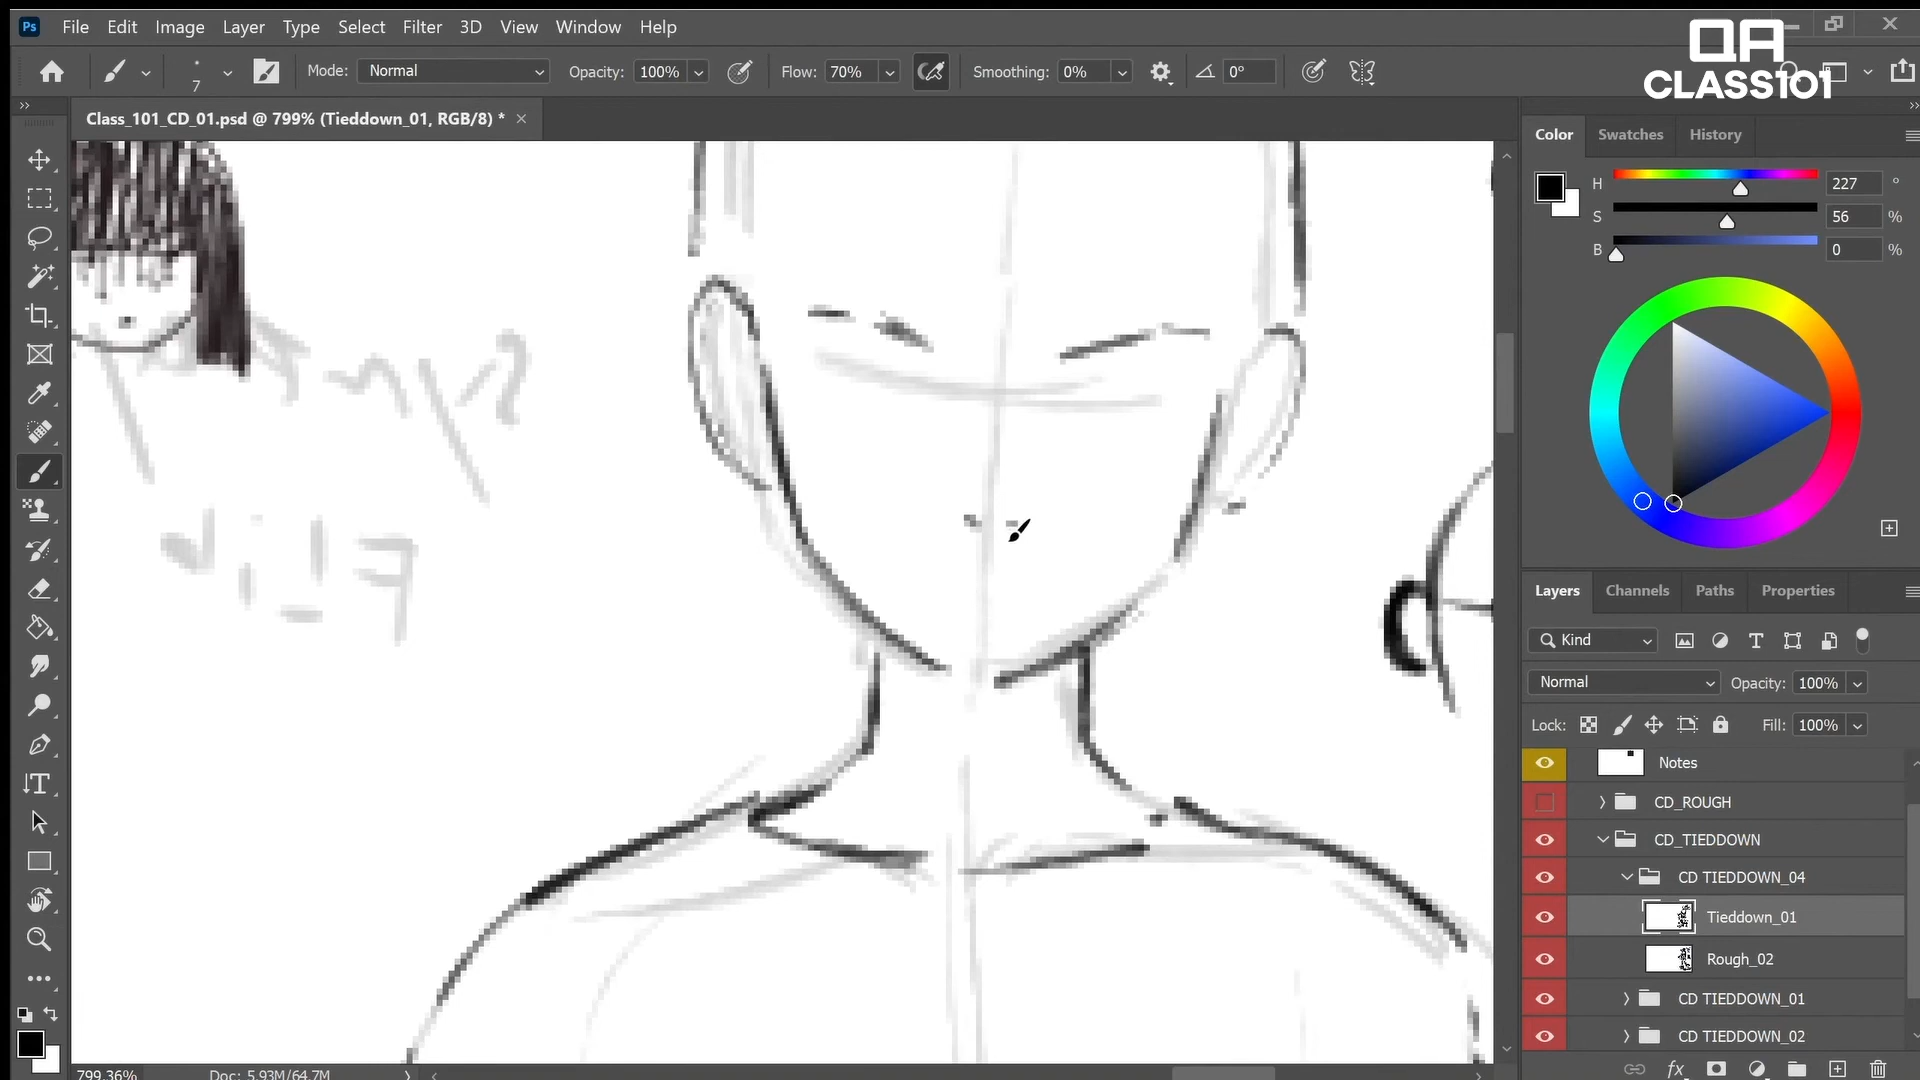 Ps File Edit Image Layer Type Select Filter 3D View Window Help
7 Mode: Normal Opacity: 100% Flow: 70% Smoothing: 0% 0°
CLASS101
Class_101_CD_01.psd @ 799% (Tieddown_01, RGB/8) *
Color Swatches History
H 227 °
S 56 %
B 0 %
Layers Channels Paths Properties
Kind
Normal Opacity: 100%
Lock: Fill: 100%
Notes
CD_ROUGH
CD_TIEDDOWN
CD TIEDDOWN_04
Tieddown_01
Rough_02
CD TIEDDOWN_01
CD TIEDDOWN_02
799.36% Doc: 5.93M/64.7M
fx